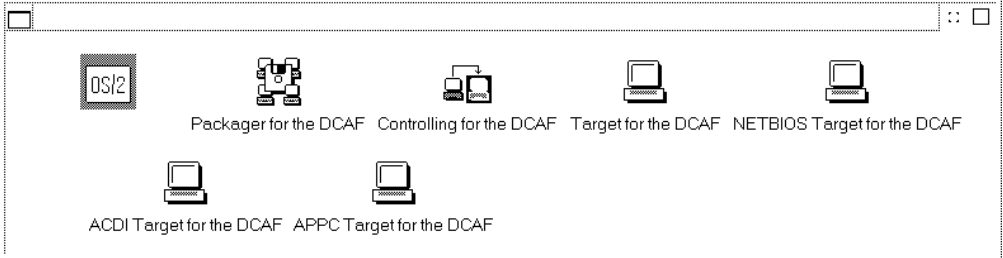 OS/2
Packager for the DCAF Controlling for the DCAF Target for the DCAF NETBIOS Target for the DCAF
ACDI Target for the DCAF APPC Target for the DCAF